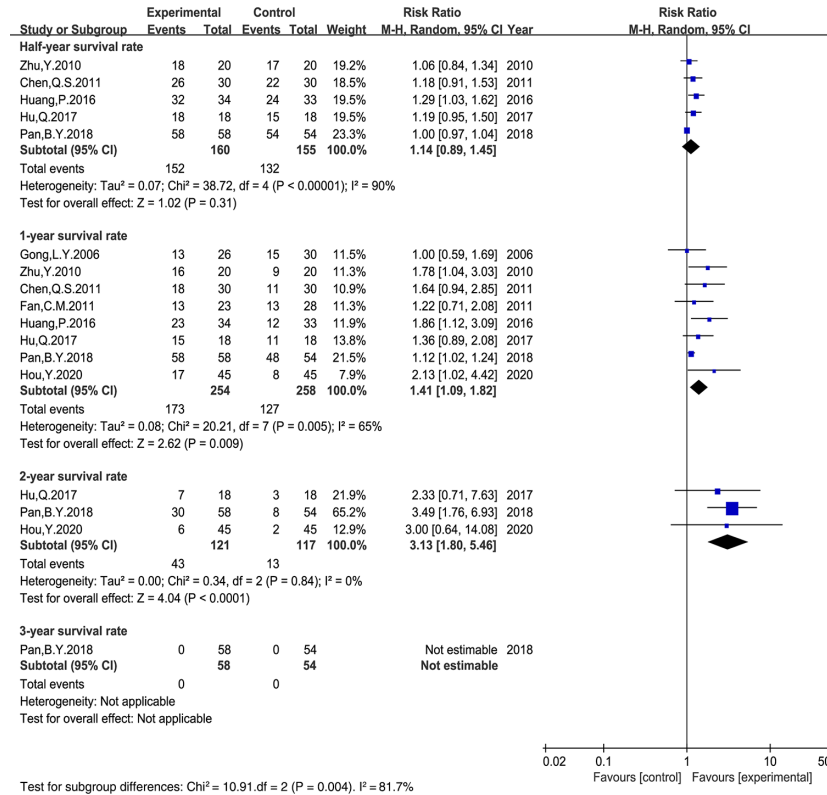 Experimental Control Risk Ratio Risk Ratio
Study or Subgroup Events Total Events Total Weight M-H, Random, 95% CI Year M-H, Random, 95% CI
Half-year survival rate
Zhu,Y.2010 18 20 17 20 19.2% 1.06 [0.84, 1.34] 2010
Chen,Q.S.2011 26 30 22 30 18.5% 1.18 [0.91, 1.53] 2011
Huang,P.2016 32 34 24 33 19.5% 1.29 [1.03, 1.62] 2016
Hu,Q.2017 18 18 15 18 19.5% 1.19 [0.95, 1.50] 2017
Pan,B.Y.2018 58 58 54 54 23.3% 1.00 [0.97, 1.04] 2018
Subtotal (95% CI) 160 155 100.0% 1.14 [0.89, 1.45]
Total events 152 132
Heterogeneity: Tau² = 0.07; Chi² = 38.72, df = 4 (P < 0.00001); I² = 90%
Test for overall effect: Z = 1.02 (P = 0.31)
1-year survival rate
Gong,L.Y.2006 13 26 15 30 11.5% 1.00 [0.59, 1.69] 2006
Zhu,Y.2010 16 20 9 20 11.3% 1.78 [1.04, 3.03] 2010
Chen,Q.S.2011 18 30 11 30 10.9% 1.64 [0.94, 2.85] 2011
Fan,C.M.2011 13 23 13 28 11.3% 1.22 [0.71, 2.08] 2011
Huang,P.2016 23 34 12 33 11.9% 1.86 [1.12, 3.09] 2016
Hu,Q.2017 15 18 11 18 13.8% 1.36 [0.89, 2.08] 2017
Pan,B.Y.2018 58 58 48 54 21.5% 1.12 [1.02, 1.24] 2018
Hou,Y.2020 17 45 8 45 7.9% 2.13 [1.02, 4.42] 2020
Subtotal (95% CI) 254 258 100.0% 1.41 [1.09, 1.82]
Total events 173 127
Heterogeneity: Tau² = 0.08; Chi² = 20.21, df = 7 (P = 0.005); I² = 65%
Test for overall effect: Z = 2.62 (P = 0.009)
2-year survival rate
Hu,Q.2017 7 18 3 18 21.9% 2.33 [0.71, 7.63] 2017
Pan,B.Y.2018 30 58 8 54 65.2% 3.49 [1.76, 6.93] 2018
Hou,Y.2020 6 45 2 45 12.9% 3.00 [0.64, 14.08] 2020
Subtotal (95% CI) 121 117 100.0% 3.13 [1.80, 5.46]
Total events 43 13
Heterogeneity: Tau² = 0.00; Chi² = 0.34, df = 2 (P = 0.84); I² = 0%
Test for overall effect: Z = 4.04 (P < 0.0001)
3-year survival rate
Pan,B.Y.2018 0 58 0 54 Not estimable 2018
Subtotal (95% CI) 58 54 Not estimable
Total events 0 0
Heterogeneity: Not applicable
Test for overall effect: Not applicable
0.02 0.1 1 10 50
Favours [control] Favours [experimental]
Test for subgroup differences: Chi² = 10.91.df = 2 (P = 0.004). I² = 81.7%